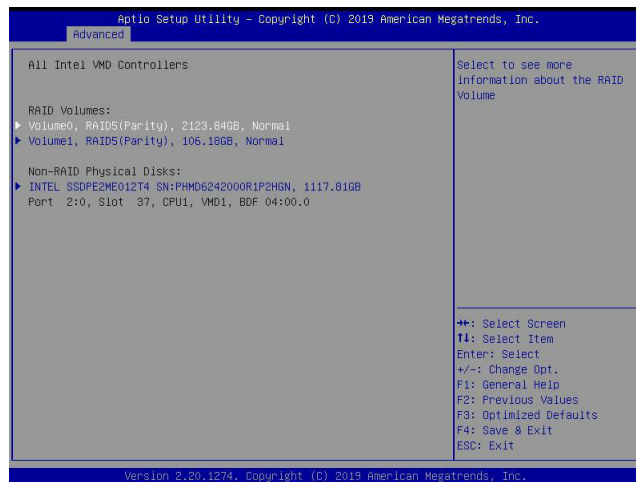 Aptio Setup Utility – Copyright (C) 2019 American Megatrends, Inc.
Advanced
All Intel VMD Controllers
RAID Volumes:
Volume0, RAID5(Parity), 2123.84GB, Normal
Volume1, RAID5(Parity), 106.18GB, Normal
Non-RAID Physical Disks:
INTEL SSDPE2ME012T4 SN:PHMD6242000R1P2HGN, 1117.81GB
Port 2:0, Slot 37, CPU1, VMD1, BDF 04:00.0
Select to see more
information about the RAID
Volume
→←: Select Screen
↑↓: Select Item
Enter: Select
+/-: Change Opt.
F1: General Help
F2: Previous Values
F3: Optimized Defaults
F4: Save & Exit
ESC: Exit
Version 2.20.1274. Copyright (C) 2019 American Megatrends, Inc.